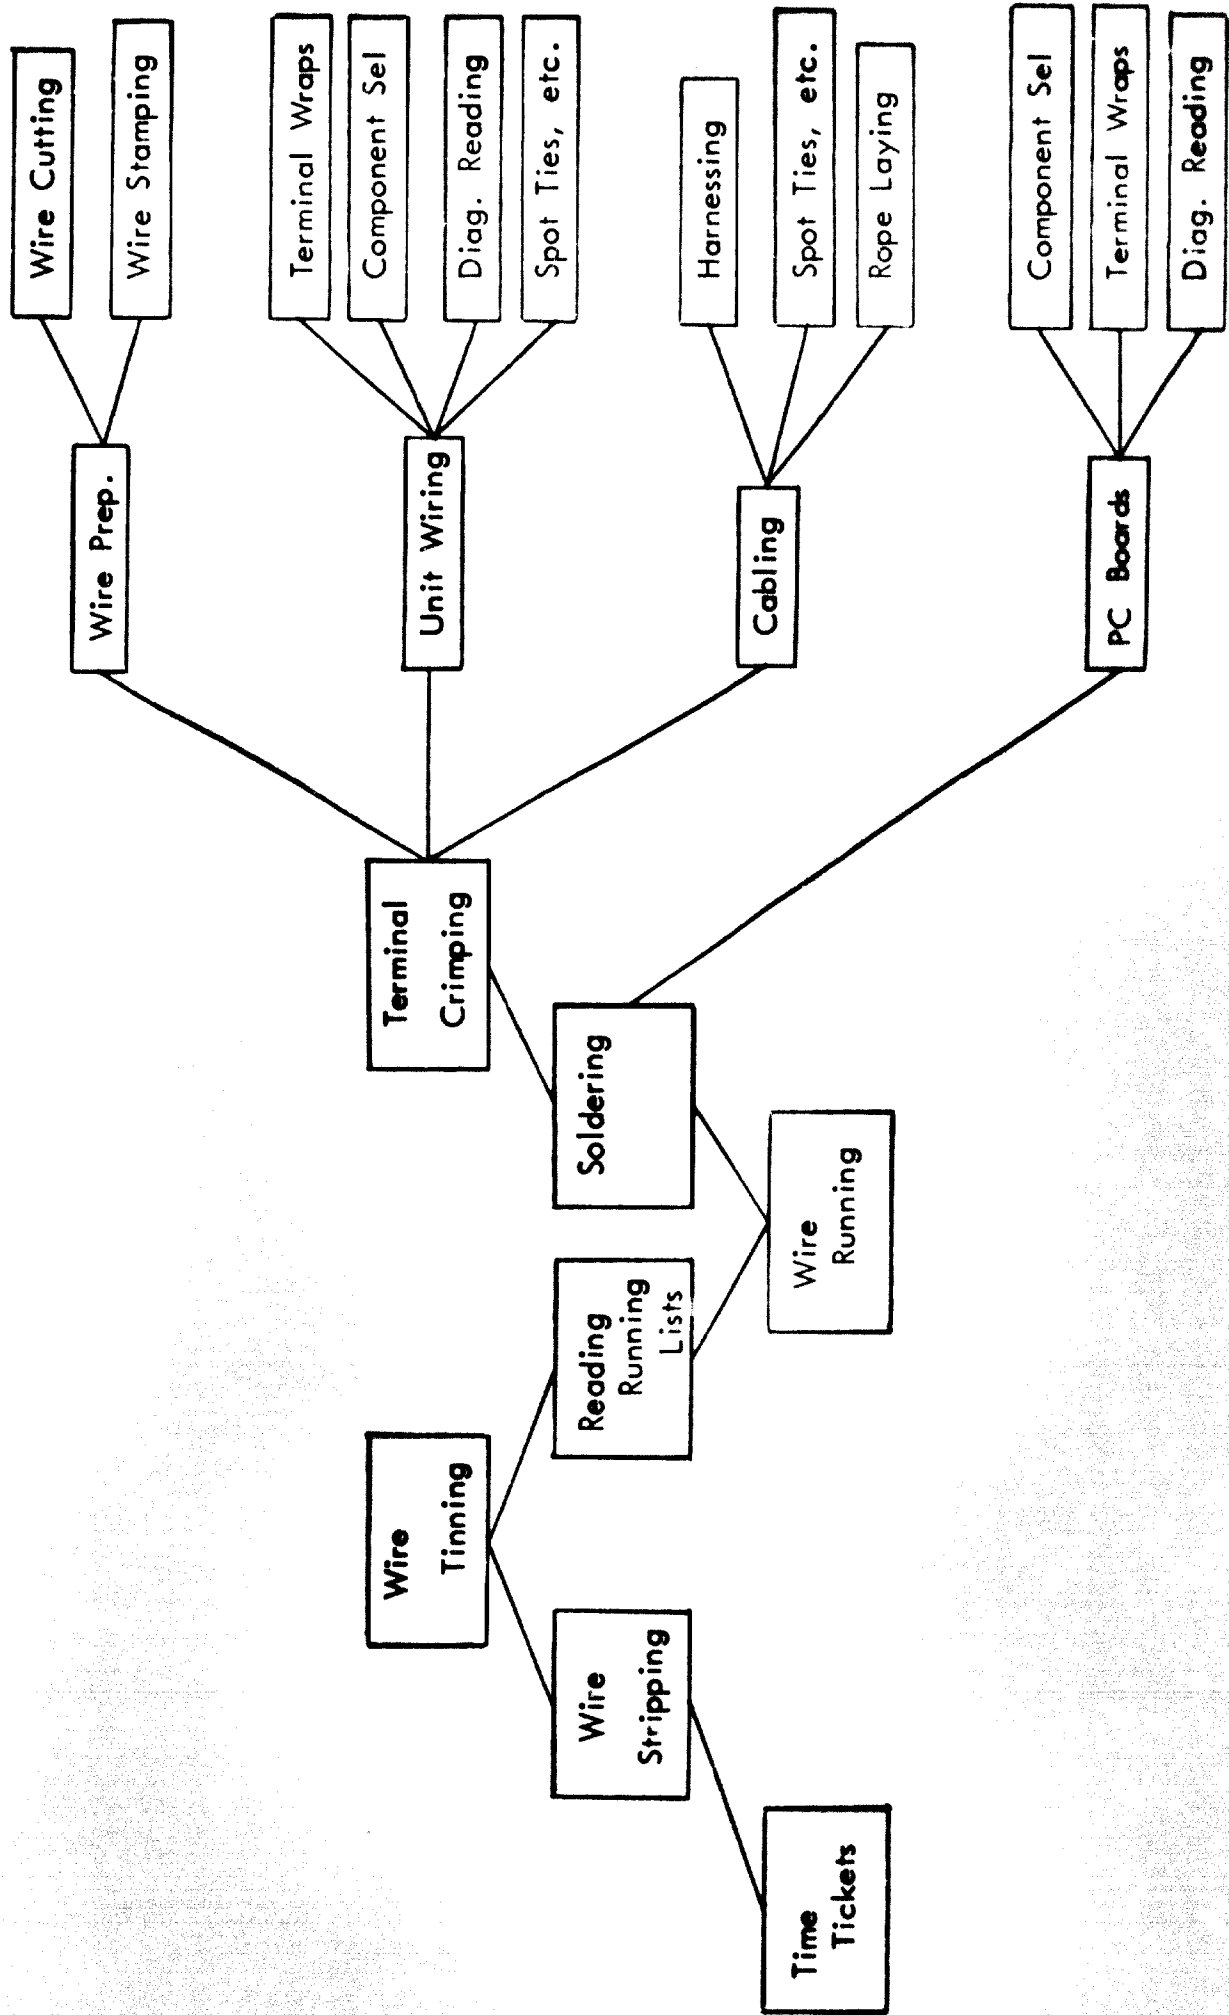 Time
Tickets
Wire
Stripping
Wire
Tinning
Reading
Running
Lists
Wire
Running
Soldering
Terminal
Crimping
Wire Prep.
Wire Cutting
Wire Stamping
Unit Wiring
Terminal Wraps
Component Sel
Diag. Reading
Spot Ties, etc.
Cabling
Harnessing
Spot Ties, etc.
Rope Laying
PC Boards
Component Sel
Terminal Wraps
Diag. Reading